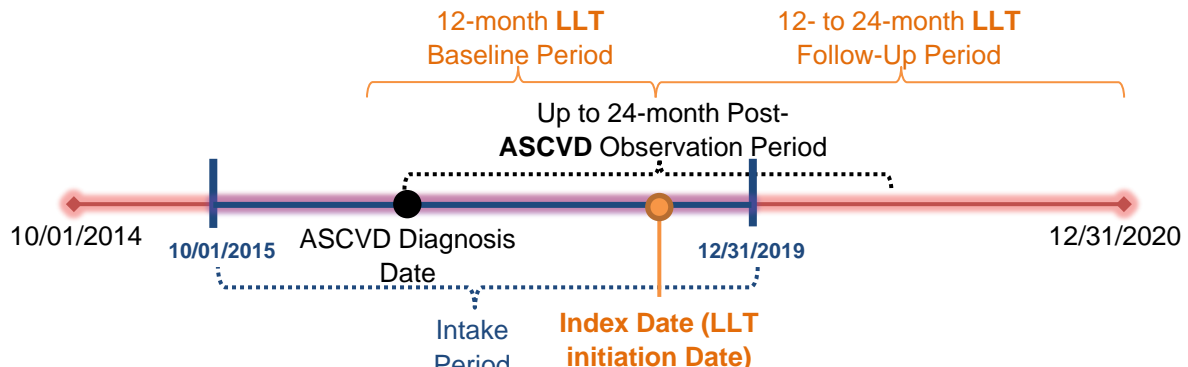 12-month LLT
Baseline Period
12- to 24-month LLT
Follow-Up Period
Up to 24-month Post-
ASCVD Observation Period
10/01/2014
10/01/2015
ASCVD Diagnosis
Date
12/31/2019
12/31/2020
Intake
Period
Index Date (LLT
initiation Date)